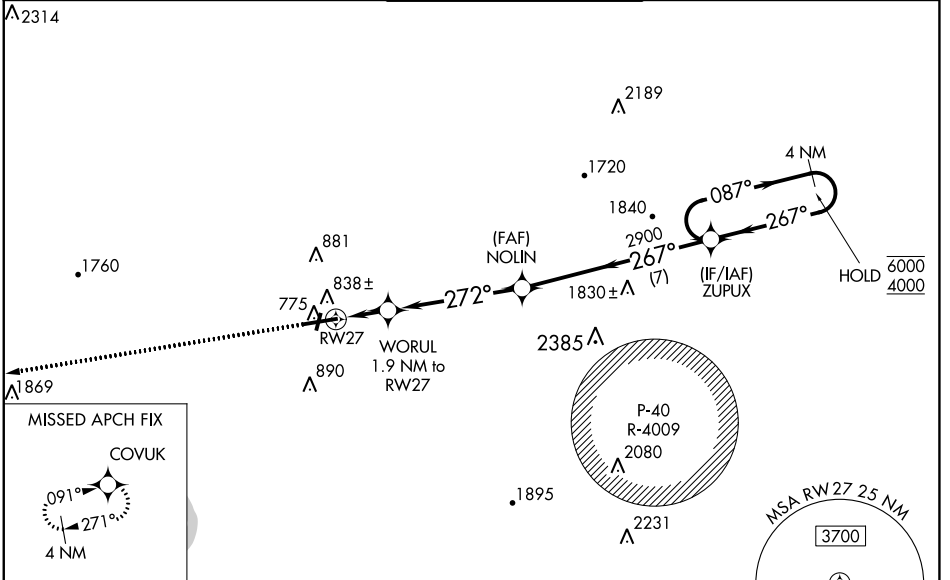 2314
2189
1720
4 NM
087°
1840
267°
2900
(FAF)
NOLIN
267°
(7)
(IF/IAF)
ZUPUX
HOLD
6000
4000
881
1760
838±
775
272°
1830±
RW27
WORUL
1.9 NM to
RW27
2385
890
1869
P-40
R-4009
2080
1895
2231
MISSED APCH FIX
COVUK
091°
271°
4 NM
MSA RW27 25 NM
3700